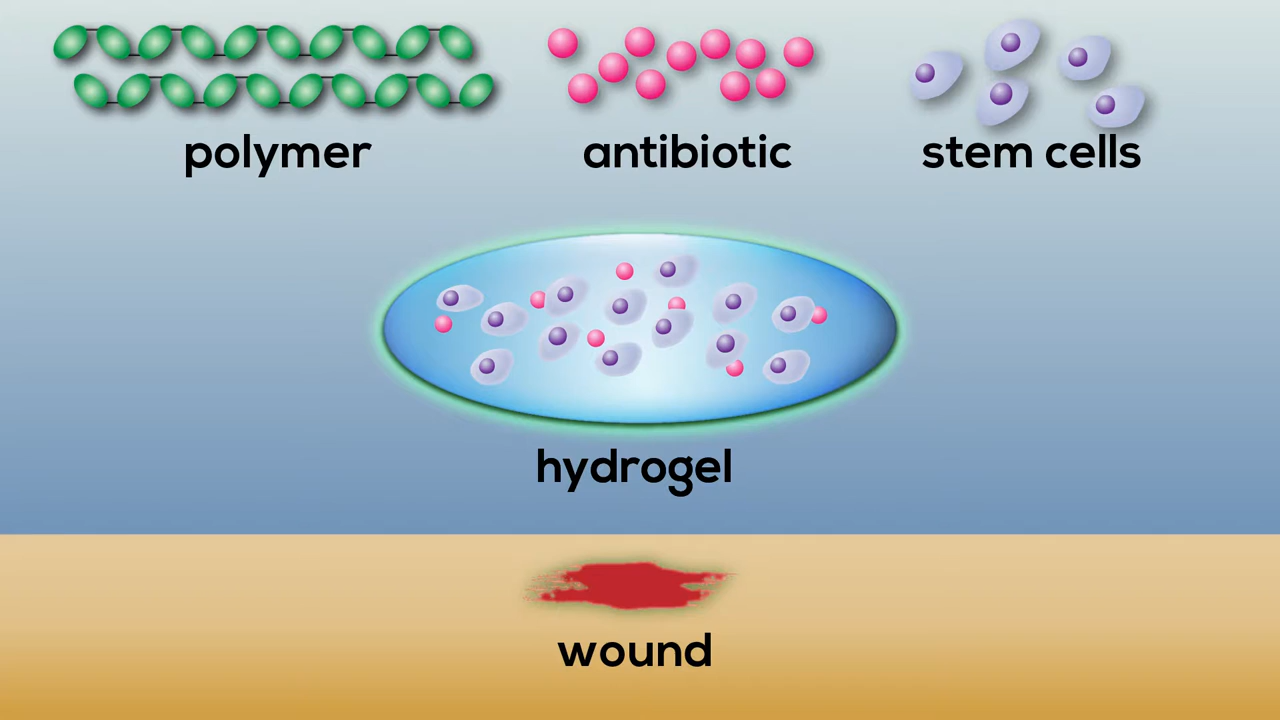 polymer
antibiotic
stem cells
hydrogel
wound